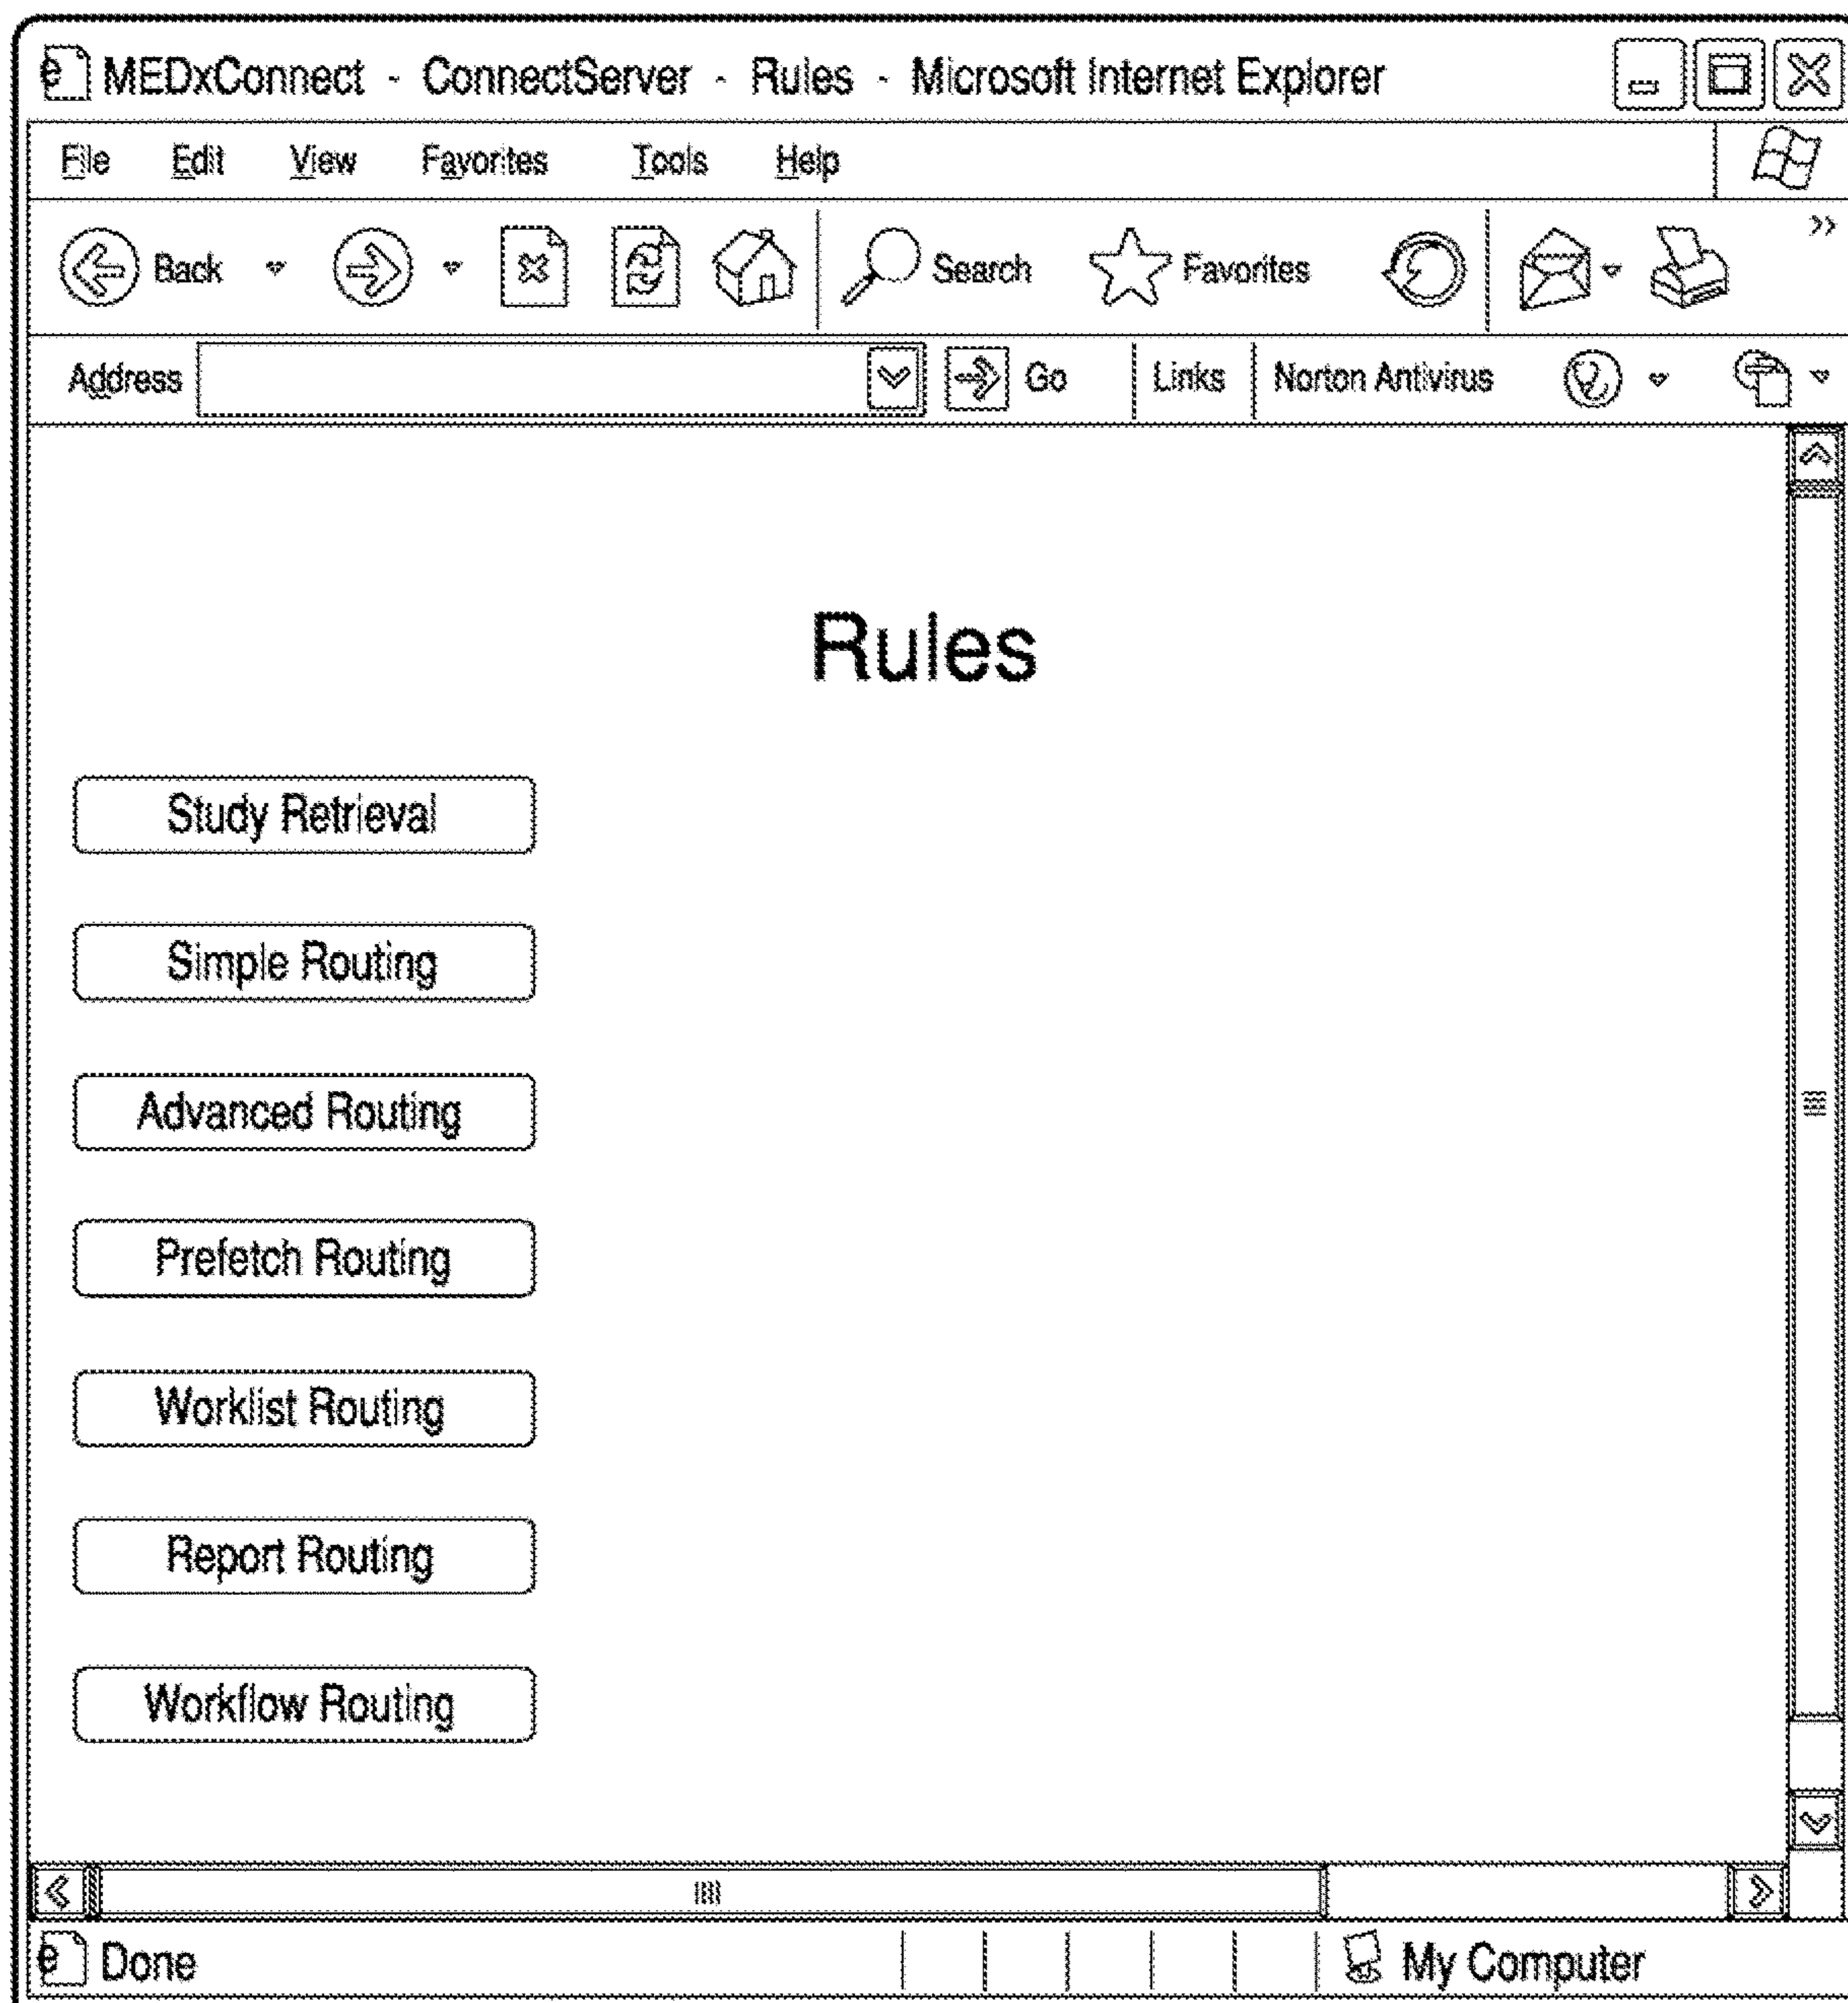 MEDxConnect - ConnectServer - Rules - Microsoft Internet Explorer
File Edit View Favorites Tools Help
Back Search Favorites
Address Go Links Norton Antivirus
Rules
Study Retrieval
Simple Routing
Advanced Routing
Prefetch Routing
Worklist Routing
Report Routing
Workflow Routing
Done My Computer